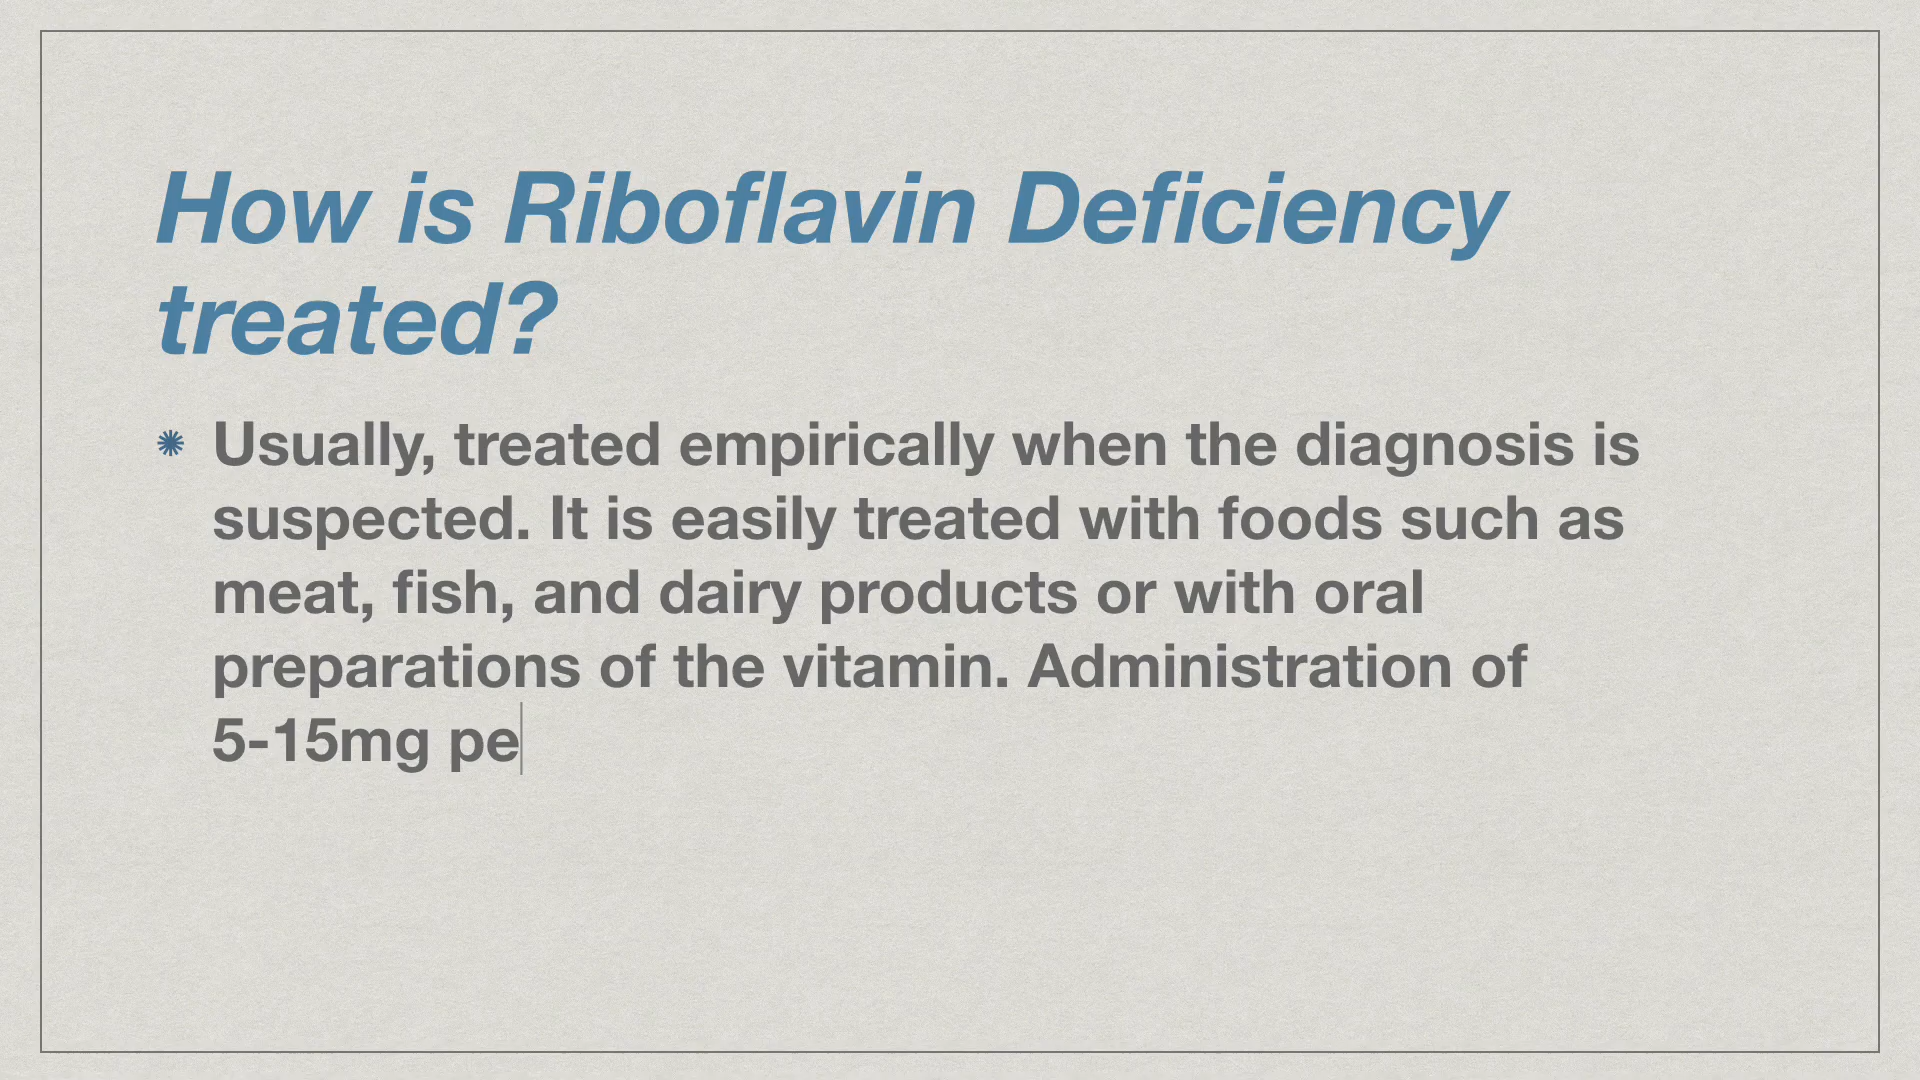 How is Riboflavin Deficiency
treated?
Usually, treated empirically when the diagnosis is
suspected. It is easily treated with foods such as
meat, fish, and dairy products or with oral
preparations of the vitamin. Administration of
5-15mg pe